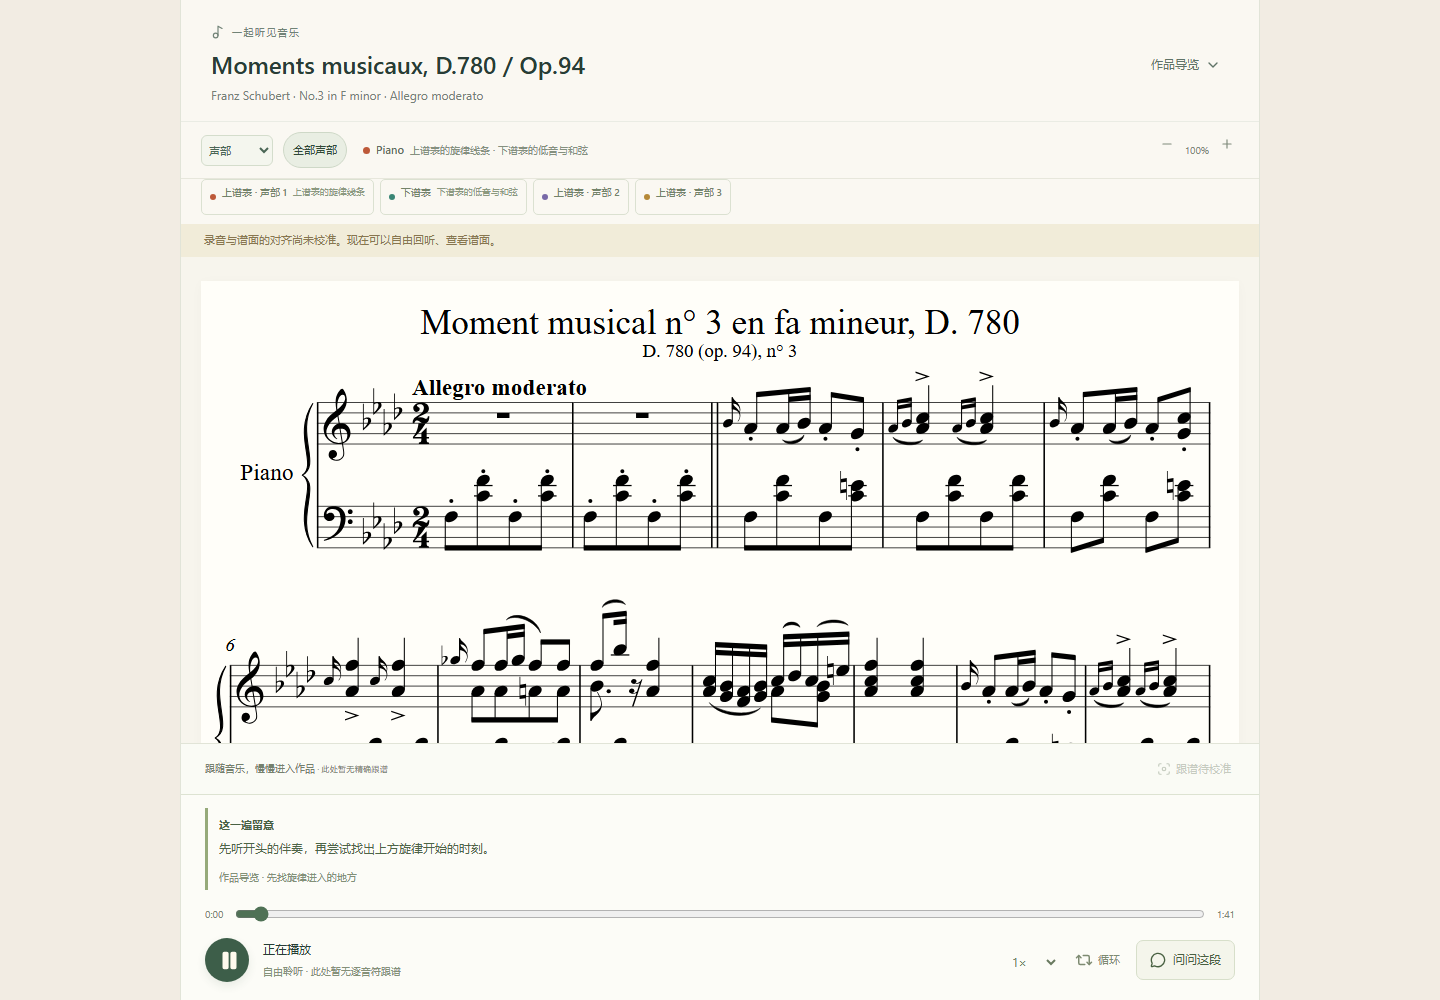 一起听见音乐
Moments musicaux, D.780 / Op.94
作品导览
Franz Schubert · No.3 in F minor · Allegro moderato
声部 全部声部 Piano 上谱表的旋律线条 · 下谱表的低音与和弦
100%
上谱表 · 声部 1 上谱表的旋律线条 下谱表 下谱表的低音与和弦 上谱表 · 声部 2 上谱表 · 声部 3
录音与谱面的对齐尚未校准。现在可以自由回听、查看谱面。
Moment musical n° 3 en fa mineur, D. 780
D. 780 (op. 94), n° 3
Allegro moderato
Piano
6
跟随音乐，慢慢进入作品 · 此处暂无精确跟谱
跟谱待校准
这一遍留意
先听开头的伴奏，再尝试找出上方旋律开始的时刻。
作品导览 · 先找旋律进入的地方
0:00 1:41
正在播放
自由聆听 · 此处暂无逐音符跟谱
1× 循环 问问这段